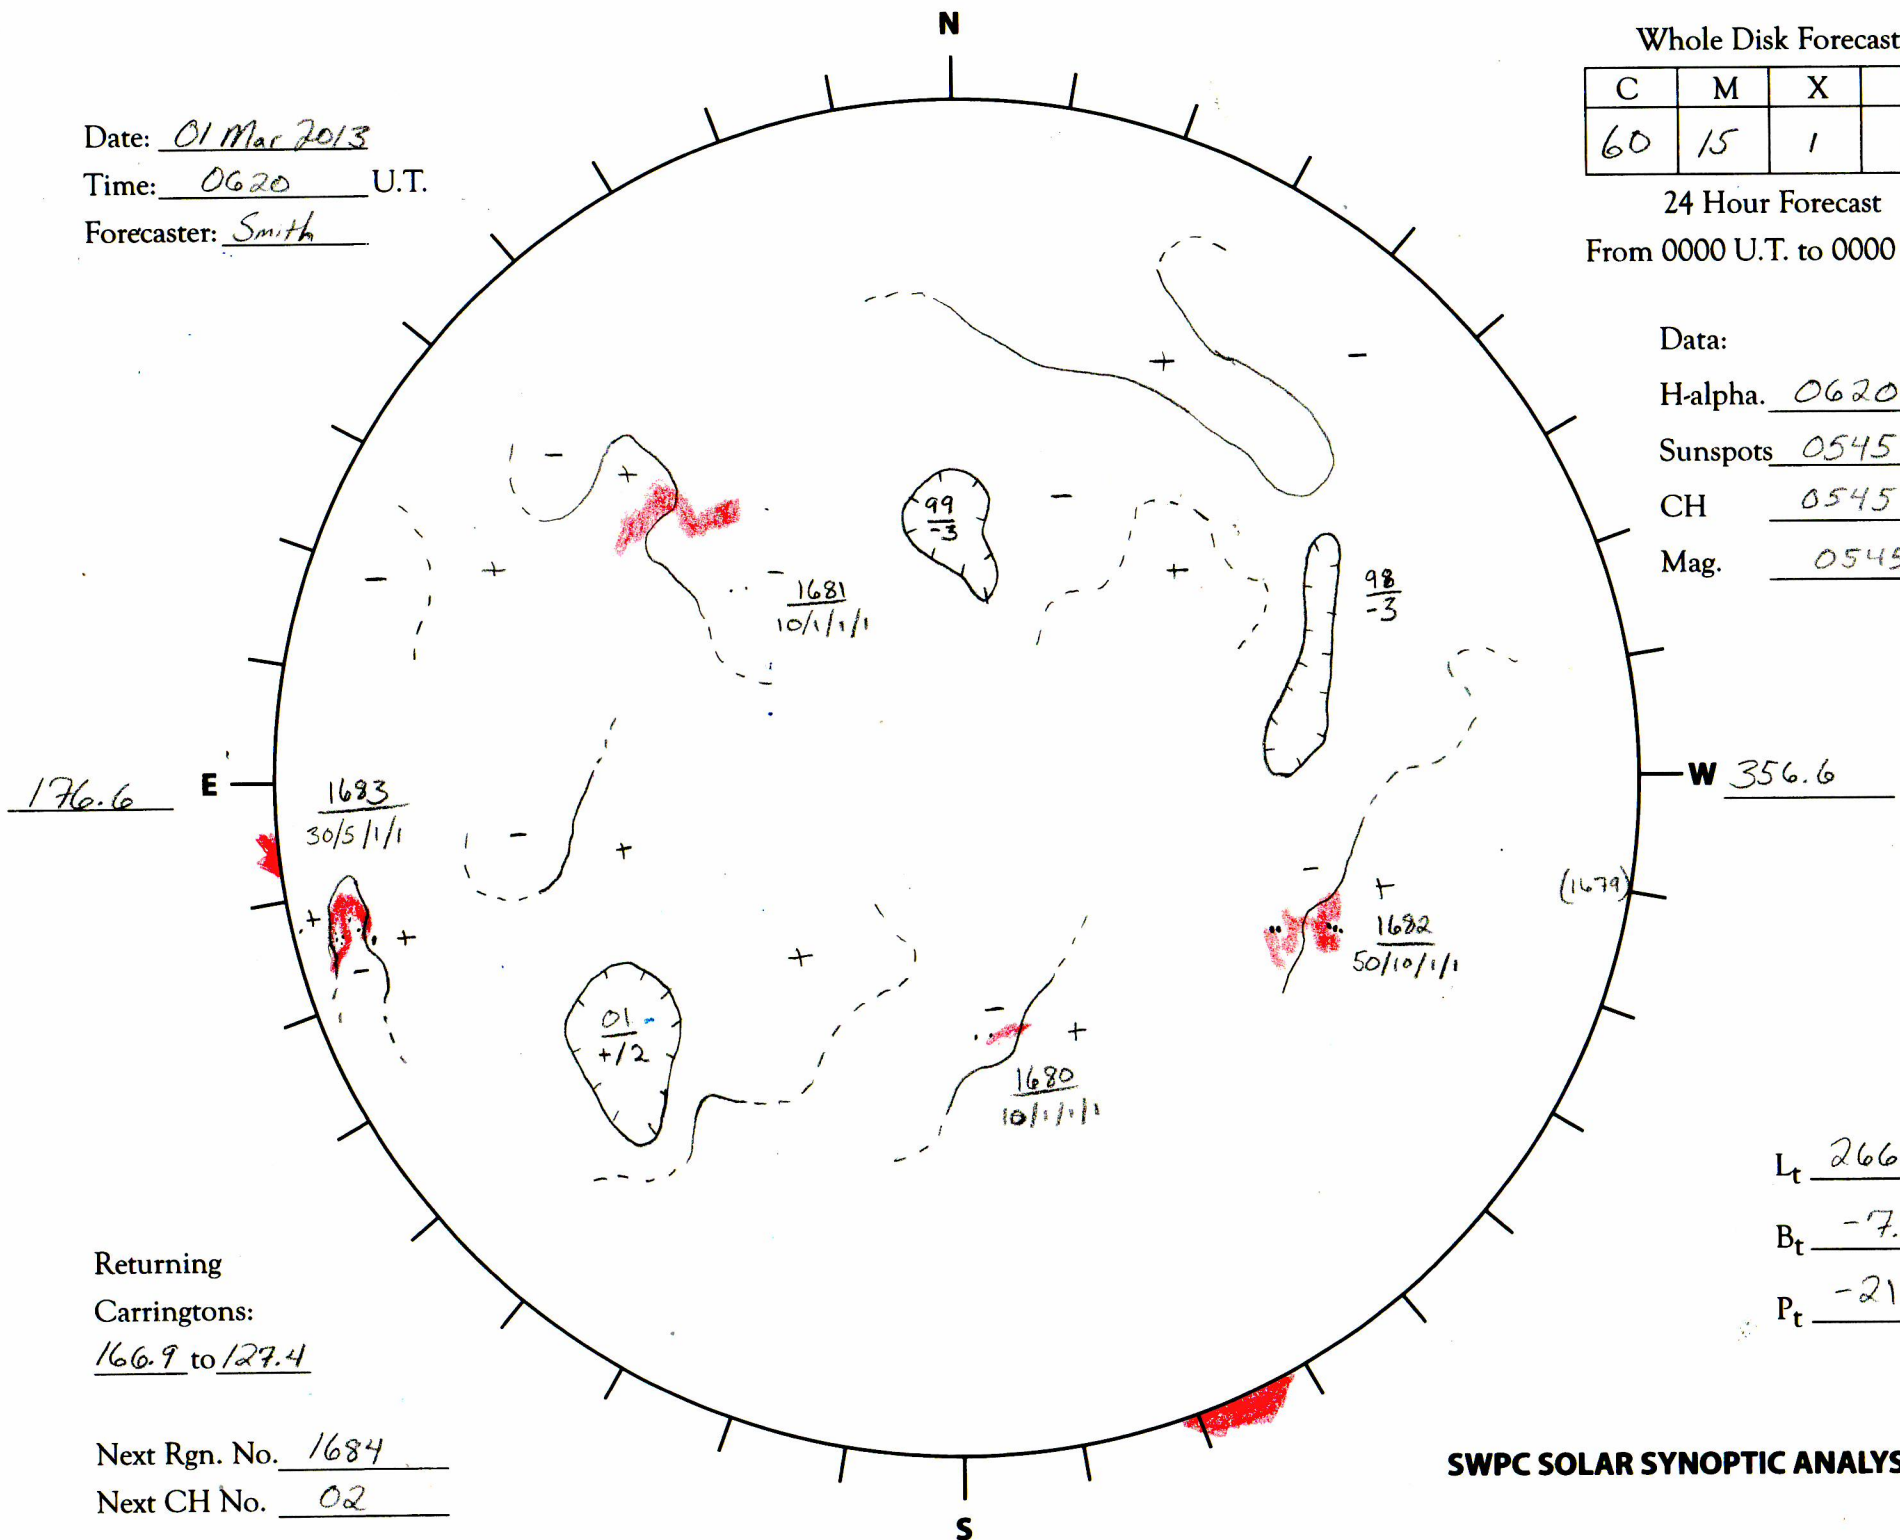 N
Whole Disk Forecast
C M X
60 15 1
24 Hour Forecast
From 0000 U.T. to 0000
Date: 01 Mar 2013
Time: 0620 U.T.
Forecaster: Smith
Data:
H-alpha. 0620
Sunspots 0545
CH 0545
Mag. 0545
+
-
-
+
99
-3
-
-
+
-
1681
10/1/1/1
+
98
-3
176.6 E
W 356.6
1683
30/5/1/1
-
+
-
+
(1679)
+
+
-
1682
50/10/1/1
+
01
+/2
-
+
1680
10/1/1/1
Lt 266
Bt -7.
Pt -21
Returning
Carringtons:
166.9 to 127.4
Next Rgn. No. 1684
Next CH No. 02
SWPC SOLAR SYNOPTIC ANALYS
S